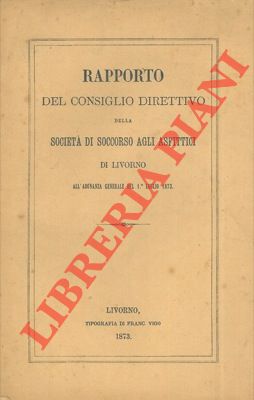 RAPPORTO
DEL CONSIGLIO DIRETTIVO
DELLA
SOCIETÀ DI SOCCORSO AGLI ASFITTICI
DI LIVORNO
ALL'ADUNANZA GENERALE DEL 1.° LUGLIO 1873.
LIVORNO,
TIPOGRAFIA DI FRANC. VIGO
1873.
LIBRERIA PIANI